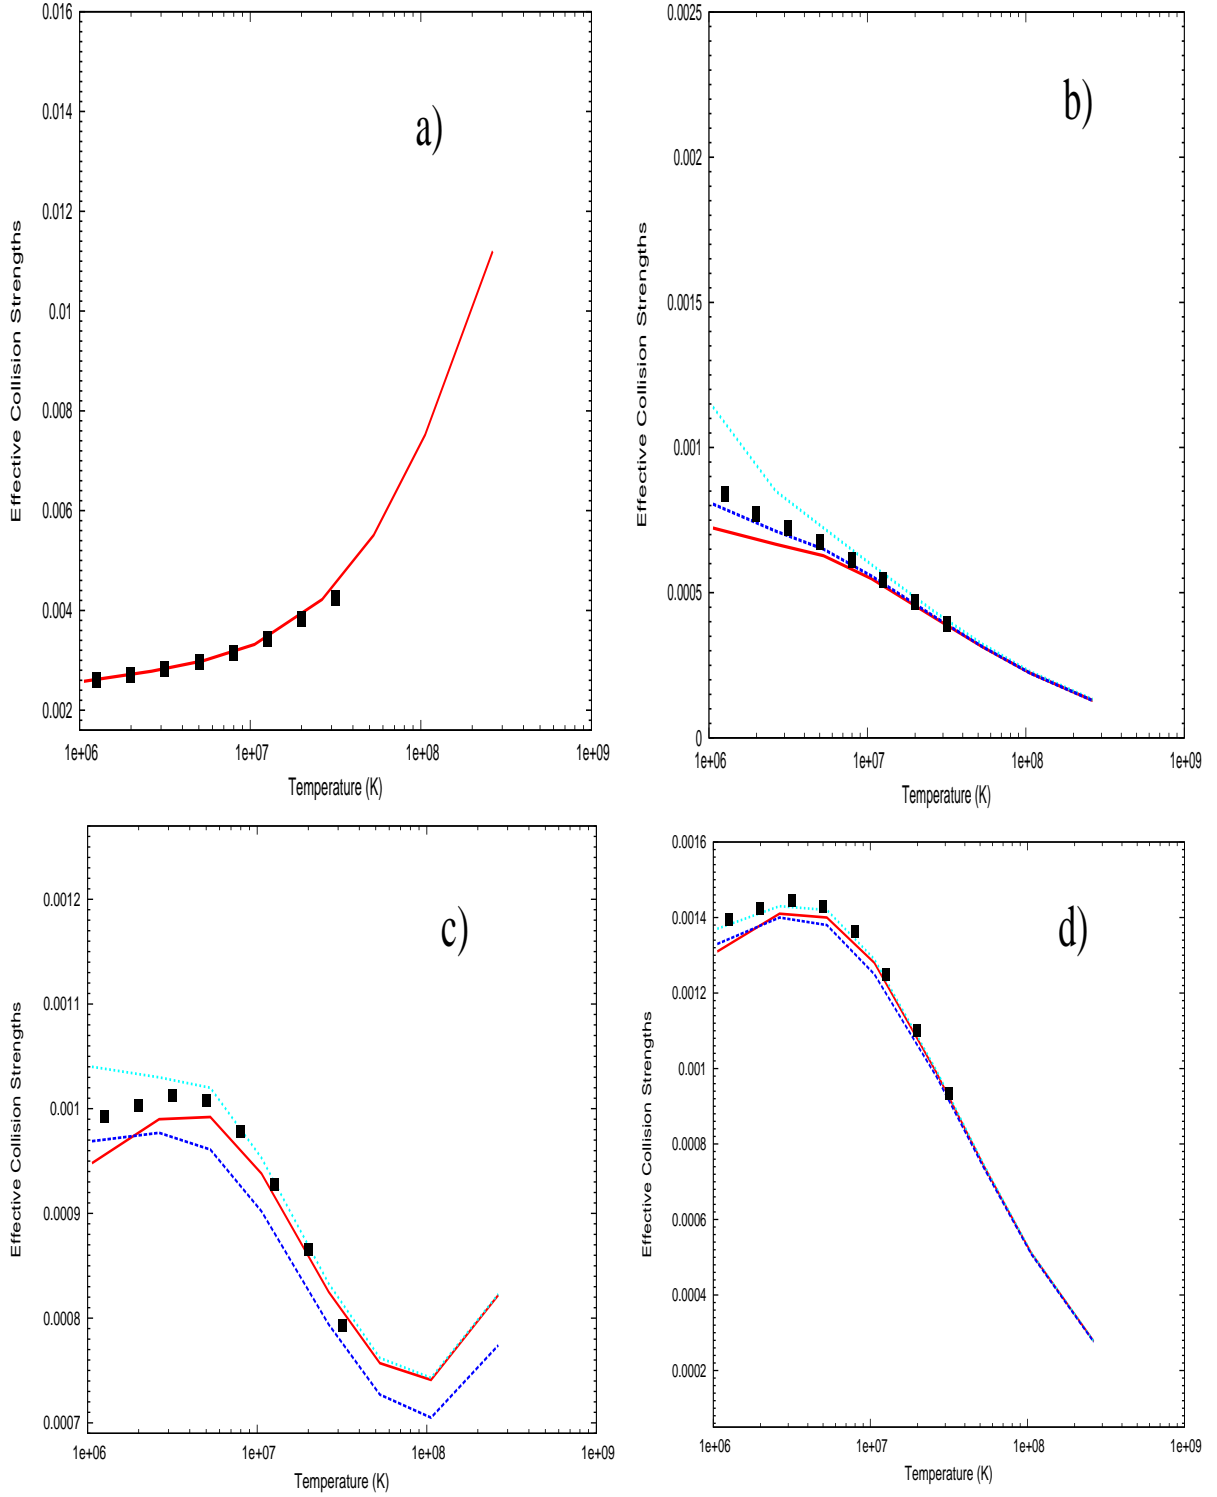 a)
Effective Collision Strengths
0.016
0.014
0.012
0.01
0.008
0.006
0.004
0.002
1e+06
1e+07
1e+08
1e+09
Temperature (K)
b)
Effective Collision Strengths
0.0025
0.002
0.0015
0.001
0.0005
0
1e+06
1e+07
1e+08
1e+09
Temperature (K)
c)
Effective Collision Strengths
0.0012
0.0011
0.001
0.0009
0.0008
0.0007
1e+06
1e+07
1e+08
1e+09
Temperature (K)
d)
Effective Collision Strengths
0.0016
0.0014
0.0012
0.001
0.0008
0.0006
0.0004
0.0002
1e+06
1e+07
1e+08
1e+09
Temperature (K)